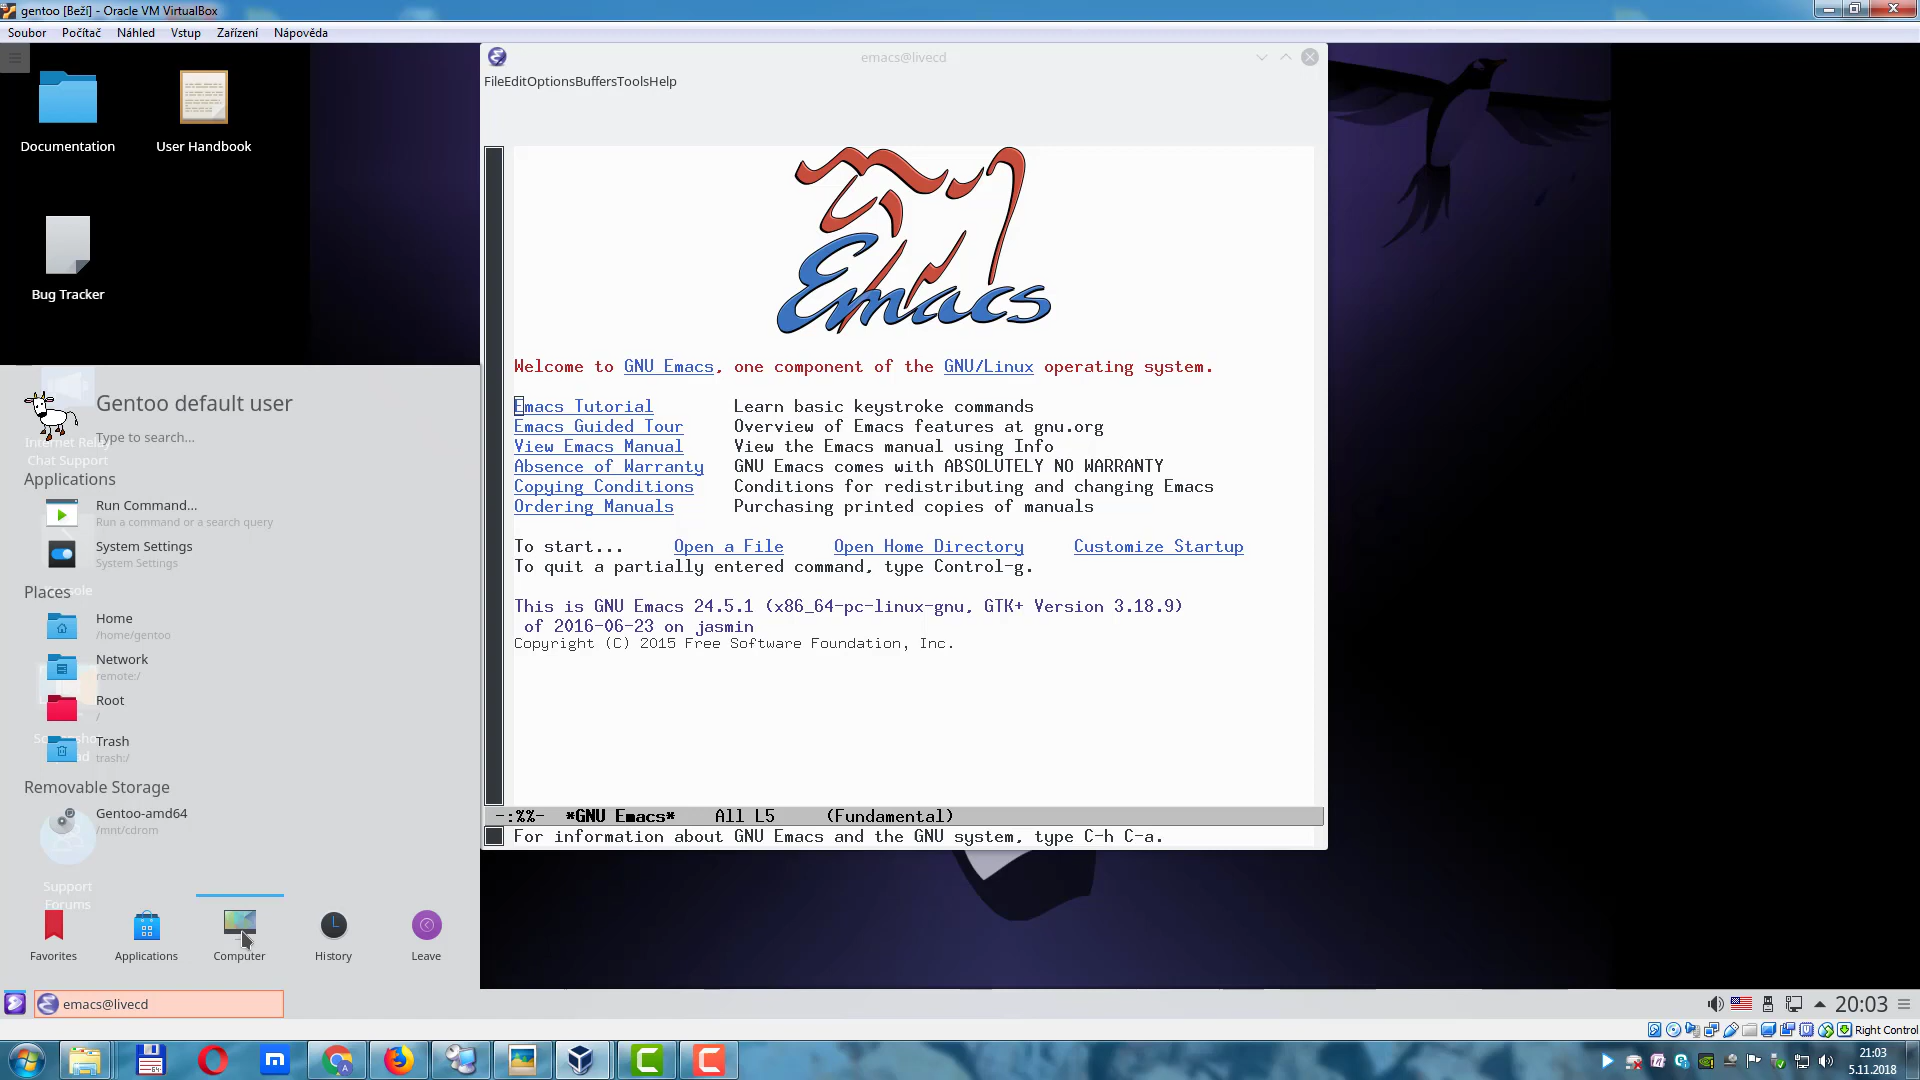 gentoo [Beží] - Oracle VM VirtualBox
Soubor Počítač Náhled Vstup Zařízení Nápověda
Documentation
User Handbook
Bug Tracker
emacs@livecd
FileEditOptionsBuffersToolsHelp
Emacs
Welcome to GNU Emacs, one component of the GNU/Linux operating system.
Emacs Tutorial Learn basic keystroke commands
Emacs Guided Tour Overview of Emacs features at gnu.org
View Emacs Manual View the Emacs manual using Info
Absence of Warranty GNU Emacs comes with ABSOLUTELY NO WARRANTY
Copying Conditions Conditions for redistributing and changing Emacs
Ordering Manuals Purchasing printed copies of manuals
To start... Open a File Open Home Directory Customize Startup
To quit a partially entered command, type Control-g.
This is GNU Emacs 24.5.1 (x86_64-pc-linux-gnu, GTK+ Version 3.18.9)
of 2016-06-23 on jasmin
Copyright (C) 2015 Free Software Foundation, Inc.
-:%%- *GNU Emacs* All L5 (Fundamental)
For information about GNU Emacs and the GNU system, type C-h C-a.
Gentoo default user
Type to search...
Internet Relay
Chat Support
Applications
Run Command...
Run a command or a search query
System Settings
System Settings
Places
Home
/home/gentoo
Network
remote:/
Root
/
Trash
trash:/
Removable Storage
Gentoo-amd64
/mnt/cdrom
Support
Forums
Favorites
Applications
Computer
History
Leave
emacs@livecd
20:03
Right Control
21:03
5.11.2018